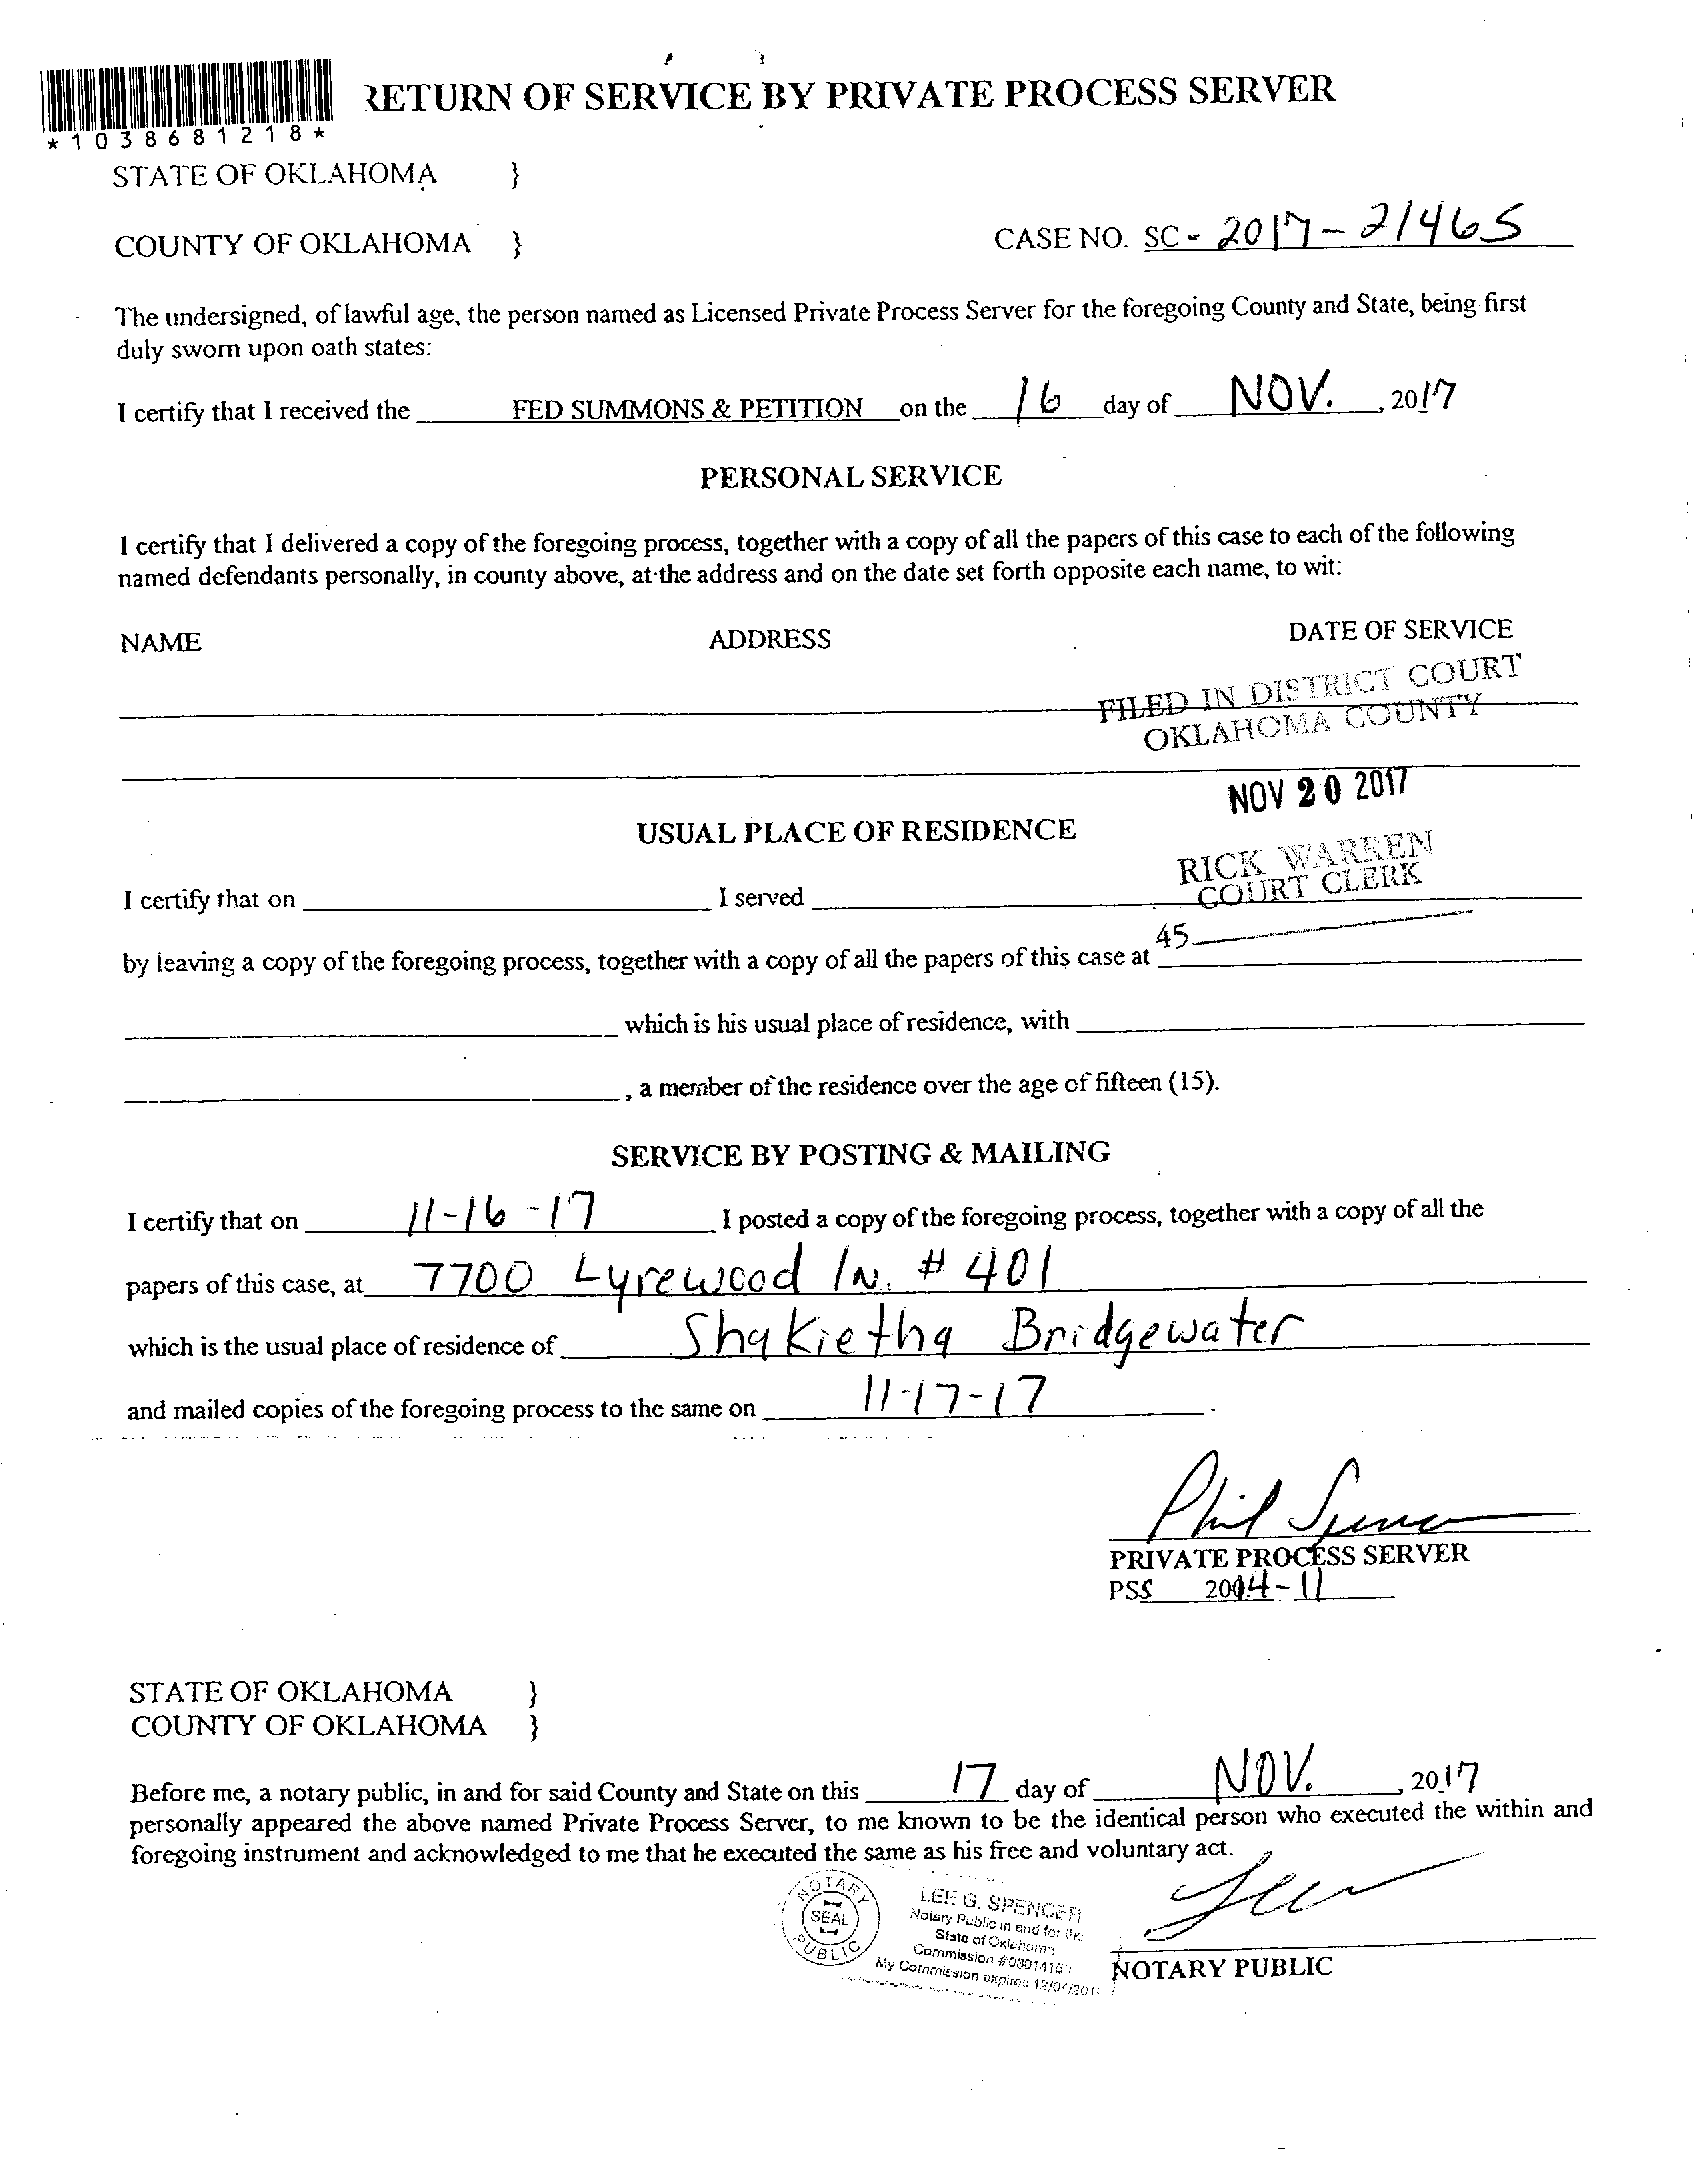 RETURN OF SERVICE BY PRIVATE PROCESS SERVER
*1038681218*
STATE OF OKLAHOMA }
COUNTY OF OKLAHOMA } CASE NO. SC - 2017-21465
The undersigned, of lawful age, the person named as Licensed Private Process Server for the foregoing County and State, being first
duly sworn upon oath states:
I certify that I received the FED SUMMONS & PETITION on the 16 day of NOV. , 2017
PERSONAL SERVICE
I certify that I delivered a copy of the foregoing process, together with a copy of all the papers of this case to each of the following
named defendants personally, in county above, at the address and on the date set forth opposite each name, to wit:
NAME ADDRESS DATE OF SERVICE
FILED IN DISTRICT COURT
OKLAHOMA COUNTY
NOV 20 2017
USUAL PLACE OF RESIDENCE
RICK WARREN
COURT CLERK
I certify that on I served
45
by leaving a copy of the foregoing process, together with a copy of all the papers of this case at
which is his usual place of residence, with
, a member of the residence over the age of fifteen (15).
SERVICE BY POSTING & MAILING
I certify that on 11-16-17 I posted a copy of the foregoing process, together with a copy of all the
papers of this case, at 7700 Lyrewood ln. # 401
which is the usual place of residence of Shakietha Bridgewater
and mailed copies of the foregoing process to the same on 11-17-17 .
Phil Spencer
PRIVATE PROCESS SERVER
PSS 2014-11
STATE OF OKLAHOMA }
COUNTY OF OKLAHOMA }
Before me, a notary public, in and for said County and State on this 17 day of NOV. , 2017
personally appeared the above named Private Process Server, to me known to be the identical person who executed the within and
foregoing instrument and acknowledged to me that he executed the same as his free and voluntary act.
NOTARY
SEAL
PUBLIC
LEE G. SPENCER
Notary Public in and for the
State of Oklahoma
Commission
My Commission expires
NOTARY PUBLIC